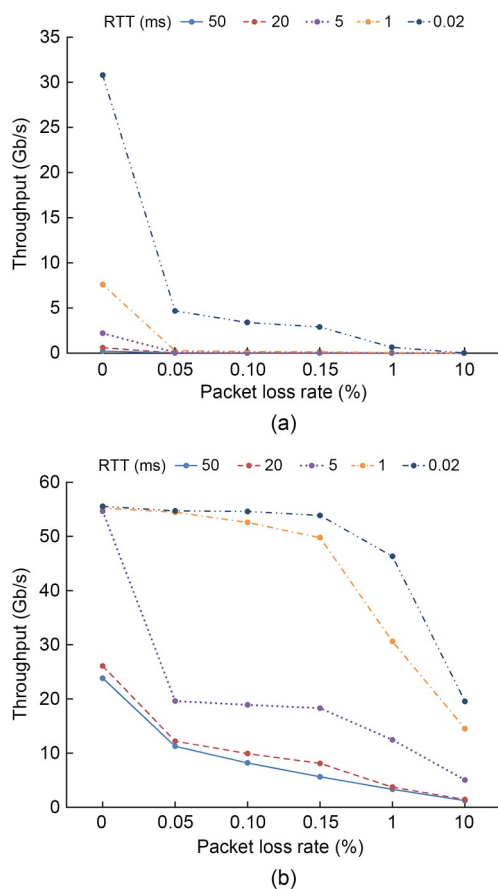 RTT (ms) 50 20 5 1 0.02
35
30
25
20
15
10
5
0
Throughput (Gb/s)
0 0.05 0.10 0.15 1 10
Packet loss rate (%)
(a)
RTT (ms) 50 20 5 1 0.02
60
50
40
30
20
10
0
Throughput (Gb/s)
0 0.05 0.10 0.15 1 10
Packet loss rate (%)
(b)